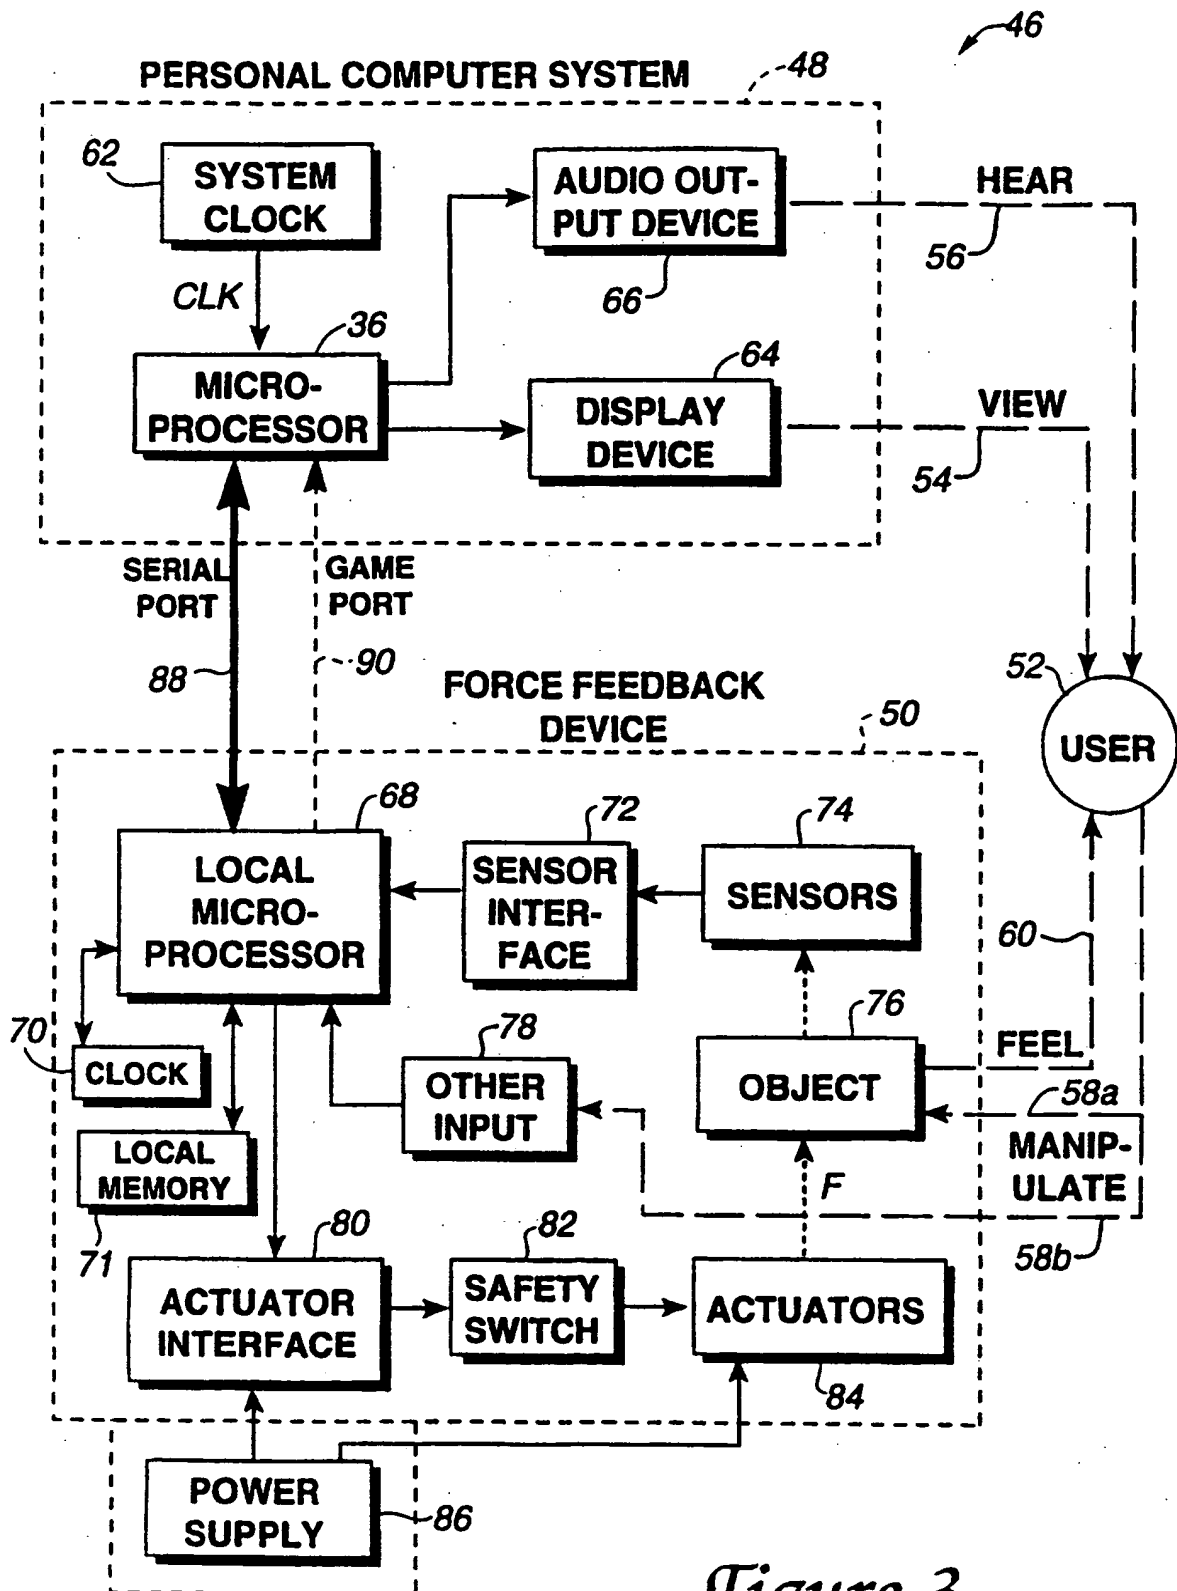 46
PERSONAL COMPUTER SYSTEM
48
62
SYSTEM
CLOCK
AUDIO OUT-
PUT DEVICE
66
HEAR
56
CLK
36
MICRO-
PROCESSOR
64
DISPLAY
DEVICE
VIEW
54
SERIAL
PORT
GAME
PORT
88
90
FORCE FEEDBACK
DEVICE
50
52
USER
68
LOCAL
MICRO-
PROCESSOR
72
SENSOR
INTER-
FACE
74
SENSORS
60
70
CLOCK
78
OTHER
INPUT
76
OBJECT
FEEL
58a
MANIP-
ULATE
58b
LOCAL
MEMORY
71
F
80
ACTUATOR
INTERFACE
82
SAFETY
SWITCH
ACTUATORS
84
POWER
SUPPLY
86
Figure 3